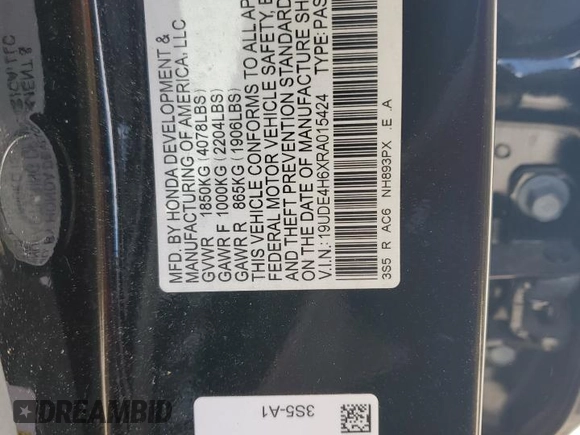 MFD. BY HONDA DEVELOPMENT &
MANUFACTURING OF AMERICA, LLC
GVWR 1850KG (4078LBS)
GAWR F 1000KG (2204LBS)
GAWR R 865KG (1906LBS)
THIS VEHICLE CONFORMS TO ALL AP
FEDERAL MOTOR VEHICLE SAFETY, B
AND THEFT PREVENTION STANDARD
ON THE DATE OF MANUFACTURE SH
V.I.N.: 19UDE4H6XRA016424 TYPE: PAS
3S5 R AC6 NH893PX .E .A
3S5-A1
DREAMBID